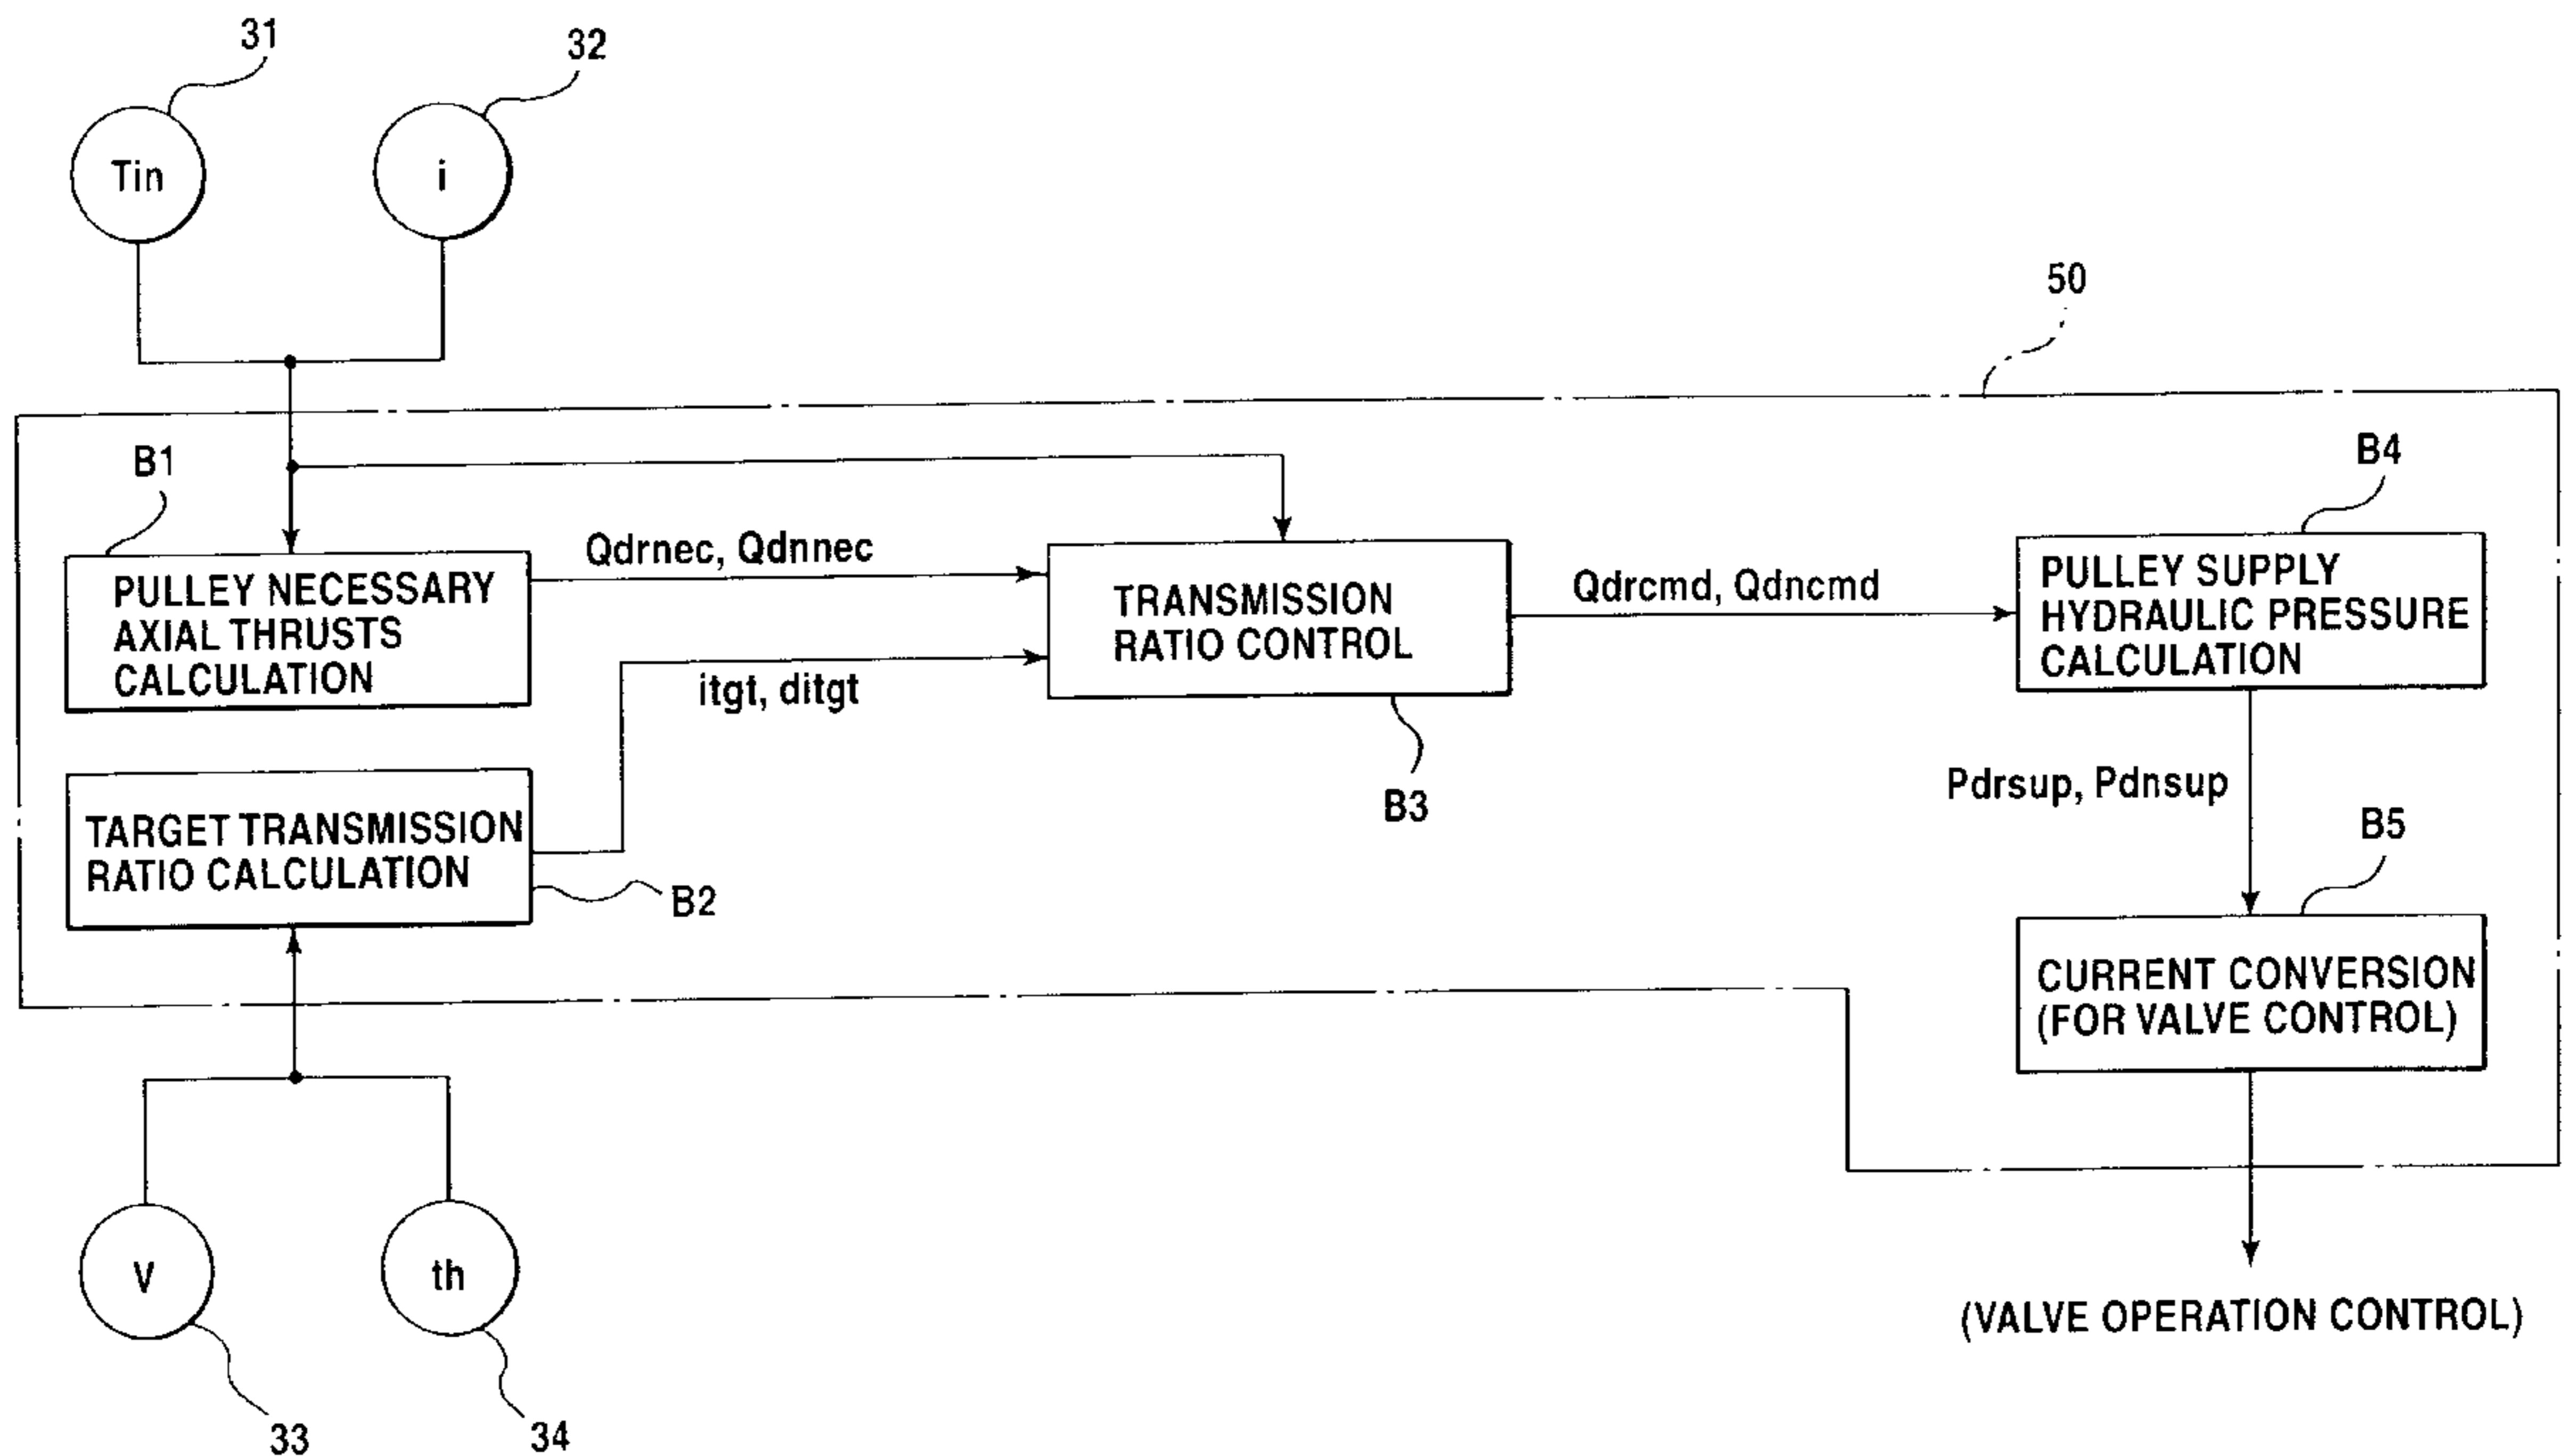 31
32
Tin
i
50
B1
B4
Qdrnec, Qdnnec
PULLEY NECESSARY
AXIAL THRUSTS
CALCULATION
TRANSMISSION
RATIO CONTROL
Qdrcmd, Qdncmd
PULLEY SUPPLY
HYDRAULIC PRESSURE
CALCULATION
itgt, ditgt
B3
Pdrsup, Pdnsup
TARGET TRANSMISSION
RATIO CALCULATION
B2
B5
CURRENT CONVERSION
(FOR VALVE CONTROL)
V
th
(VALVE OPERATION CONTROL)
33
34